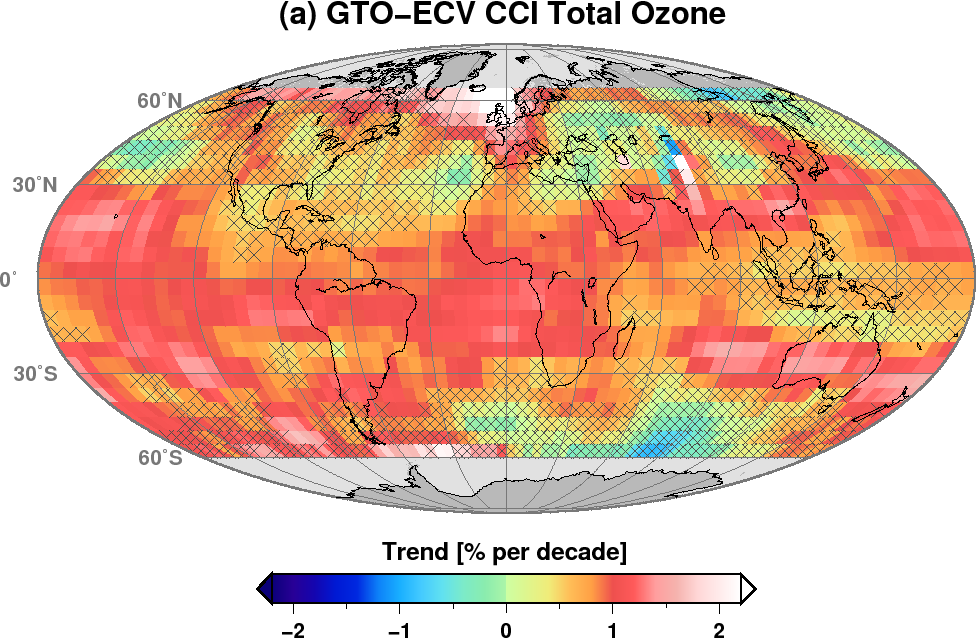 (a) GTO−ECV CCI Total Ozone
60˚N
30˚N
0˚
30˚S
60˚S
Trend [% per decade]
−2 −1 0 1 2